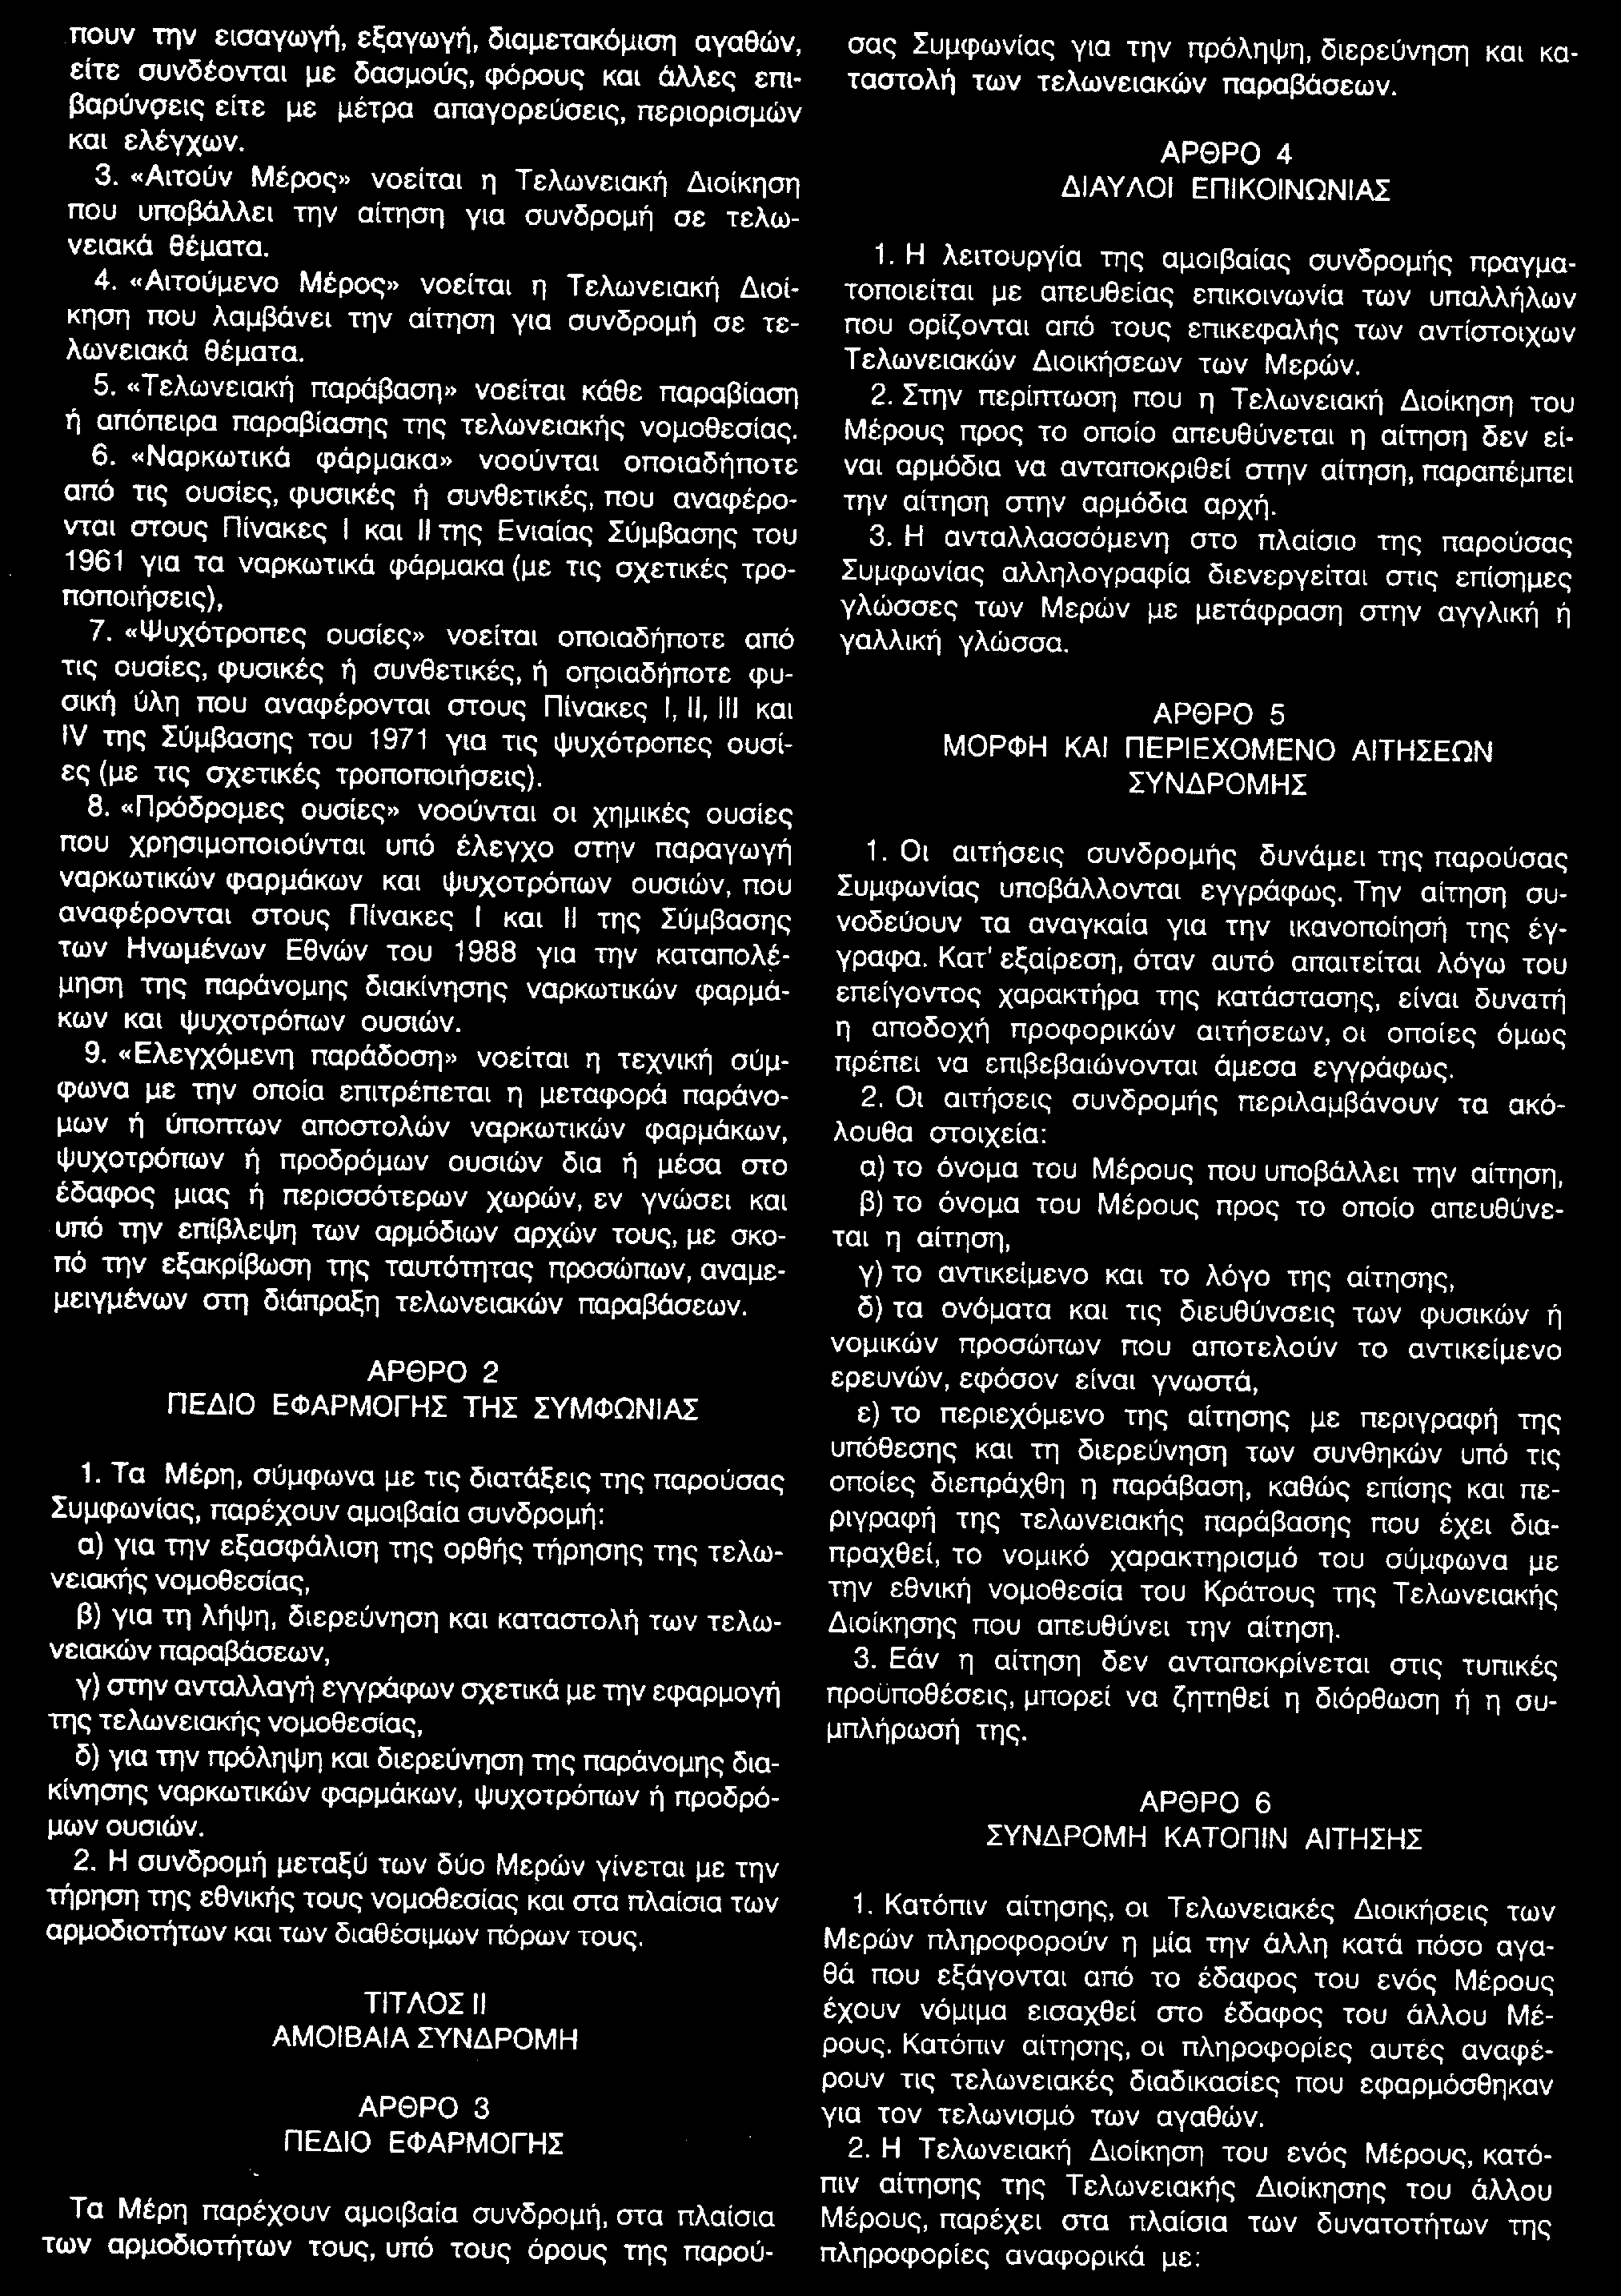 πουν την εισαγωγή, εξαγωγή, διαμετακόμιση αγαθών,
είτε συνδέονται με δασμούς, φόρους και άλλες επι-
βαρύνσεις είτε με μέτρα απαγορεύσεις, περιορισμών
και ελέγχων.
3. «Αιτούν Μέρος» νοείται η Τελωνειακή Διοίκηση
που υποβάλλει την αίτηση για συνδρομή σε τελω-
νειακά θέματα.
4. «Αιτούμενο Μέρος» νοείται η Τελωνειακή Διοί-
κηση που λαμβάνει την αίτηση για συνδρομή σε τε-
λωνειακά θέματα.
5. «Τελωνειακή παράβαση» νοείται κάθε παραβίαση
ή απόπειρα παραβίασης της τελωνειακής νομοθεσίας.
6. «Ναρκωτικά φάρμακα» νοούνται οποιαδήποτε
από τις ουσίες, φυσικές ή συνθετικές, που αναφέρο-
νται στους Πίνακες Ι και ΙΙ της Ενιαίας Σύμβασης του
1961 για τα ναρκωτικά φάρμακα (με τις σχετικές τρο-
ποποιήσεις),
7. «Ψυχότροπες ουσίες» νοείται οποιαδήποτε από
τις ουσίες, φυσικές ή συνθετικές, ή οποιαδήποτε φυ-
σική ύλη που αναφέρονται στους Πίνακες Ι, ΙΙ, ΙΙΙ και
IV της Σύμβασης του 1971 για τις ψυχότροπες ουσί-
ες (με τις σχετικές τροποποιήσεις).
8. «Πρόδρομες ουσίες» νοούνται οι χημικές ουσίες
που χρησιμοποιούνται υπό έλεγχο στην παραγωγή
ναρκωτικών φαρμάκων και ψυχοτρόπων ουσιών, που
αναφέρονται στους Πίνακες Ι και ΙΙ της Σύμβασης
των Ηνωμένων Εθνών του 1988 για την καταπολέ-
μηση της παράνομης διακίνησης ναρκωτικών φαρμά-
κων και ψυχοτρόπων ουσιών.
9. «Ελεγχόμενη παράδοση» νοείται η τεχνική σύμ-
φωνα με την οποία επιτρέπεται η μεταφορά παράνο-
μων ή ύποπτων αποστολών ναρκωτικών φαρμάκων,
ψυχοτρόπων ή προδρόμων ουσιών δια ή μέσα στο
έδαφος μιας ή περισσότερων χωρών, εν γνώσει και
υπό την επίβλεψη των αρμόδιων αρχών τους, με σκο-
πό την εξακρίβωση της ταυτότητας προσώπων, αναμε-
μειγμένων στη διάπραξη τελωνειακών παραβάσεων.
ΑΡΘΡΟ 2
ΠΕΔΙΟ ΕΦΑΡΜΟΓΗΣ ΤΗΣ ΣΥΜΦΩΝΙΑΣ
1. Τα Μέρη, σύμφωνα με τις διατάξεις της παρούσας
Συμφωνίας, παρέχουν αμοιβαία συνδρομή:
α) για την εξασφάλιση της ορθής τήρησης της τελω-
νειακής νομοθεσίας,
β) για τη λήψη, διερεύνηση και καταστολή των τελω-
νειακών παραβάσεων,
γ) στην ανταλλαγή εγγράφων σχετικά με την εφαρμογή
της τελωνειακής νομοθεσίας,
δ) για την πρόληψη και διερεύνηση της παράνομης δια-
κίνησης ναρκωτικών φαρμάκων, ψυχοτρόπων ή προδρό-
μων ουσιών.
2. Η συνδρομή μεταξύ των δύο Μερών γίνεται με την
τήρηση της εθνικής τους νομοθεσίας και στα πλαίσια των
αρμοδιοτήτων και των διαθέσιμων πόρων τους.
ΤΙΤΛΟΣ ΙΙ
ΑΜΟΙΒΑΙΑ ΣΥΝΔΡΟΜΗ
ΑΡΘΡΟ 3
ΠΕΔΙΟ ΕΦΑΡΜΟΓΗΣ
Τα Μέρη παρέχουν αμοιβαία συνδρομή, στα πλαίσια
των αρμοδιοτήτων τους, υπό τους όρους της παρού-
σας Συμφωνίας για την πρόληψη, διερεύνηση και κα-
ταστολή των τελωνειακών παραβάσεων.
ΑΡΘΡΟ 4
ΔΙΑΥΛΟΙ ΕΠΙΚΟΙΝΩΝΙΑΣ
1. Η λειτουργία της αμοιβαίας συνδρομής πραγμα-
τοποιείται με απευθείας επικοινωνία των υπαλλήλων
που ορίζονται από τους επικεφαλής των αντίστοιχων
Τελωνειακών Διοικήσεων των Μερών.
2. Στην περίπτωση που η Τελωνειακή Διοίκηση του
Μέρους προς το οποίο απευθύνεται η αίτηση δεν εί-
ναι αρμόδια να ανταποκριθεί στην αίτηση, παραπέμπει
την αίτηση στην αρμόδια αρχή.
3. Η ανταλλασσόμενη στο πλαίσιο της παρούσας
Συμφωνίας αλληλογραφία διενεργείται στις επίσημες
γλώσσες των Μερών με μετάφραση στην αγγλική ή
γαλλική γλώσσα.
ΑΡΘΡΟ 5
ΜΟΡΦΗ ΚΑΙ ΠΕΡΙΕΧΟΜΕΝΟ ΑΙΤΗΣΕΩΝ
ΣΥΝΔΡΟΜΗΣ
1. Οι αιτήσεις συνδρομής δυνάμει της παρούσας
Συμφωνίας υποβάλλονται εγγράφως. Την αίτηση συ-
νοδεύουν τα αναγκαία για την ικανοποίησή της έγ-
γραφα. Κατ' εξαίρεση, όταν αυτό απαιτείται λόγω του
επείγοντος χαρακτήρα της κατάστασης, είναι δυνατή
η αποδοχή προφορικών αιτήσεων, οι οποίες όμως
πρέπει να επιβεβαιώνονται άμεσα εγγράφως.
2. Οι αιτήσεις συνδρομής περιλαμβάνουν τα ακό-
λουθα στοιχεία:
α) το όνομα του Μέρους που υποβάλλει την αίτηση,
β) το όνομα του Μέρους προς το οποίο απευθύνε-
ται η αίτηση,
γ) το αντικείμενο και το λόγο της αίτησης,
δ) τα ονόματα και τις διευθύνσεις των φυσικών ή
νομικών προσώπων που αποτελούν το αντικείμενο
ερευνών, εφόσον είναι γνωστά,
ε) το περιεχόμενο της αίτησης με περιγραφή της
υπόθεσης και τη διερεύνηση των συνθηκών υπό τις
οποίες διεπράχθη η παράβαση, καθώς επίσης και πε-
ριγραφή της τελωνειακής παράβασης που έχει δια-
πραχθεί, το νομικό χαρακτηρισμό του σύμφωνα με
την εθνική νομοθεσία του Κράτους της Τελωνειακής
Διοίκησης που απευθύνει την αίτηση.
3. Εάν η αίτηση δεν ανταποκρίνεται στις τυπικές
προϋποθέσεις, μπορεί να ζητηθεί η διόρθωση ή η συ-
μπλήρωσή της.
ΑΡΘΡΟ 6
ΣΥΝΔΡΟΜΗ ΚΑΤΟΠΙΝ ΑΙΤΗΣΗΣ
1. Κατόπιν αίτησης, οι Τελωνειακές Διοικήσεις των
Μερών πληροφορούν η μία την άλλη κατά πόσο αγα-
θά που εξάγονται από το έδαφος του ενός Μέρους
έχουν νόμιμα εισαχθεί στο έδαφος του άλλου Μέ-
ρους. Κατόπιν αίτησης, οι πληροφορίες αυτές αναφέ-
ρουν τις τελωνειακές διαδικασίες που εφαρμόσθηκαν
για τον τελωνισμό των αγαθών.
2. Η Τελωνειακή Διοίκηση του ενός Μέρους, κατό-
πιν αίτησης της Τελωνειακής Διοίκησης του άλλου
Μέρους, παρέχει στα πλαίσια των δυνατοτήτων της
πληροφορίες αναφορικά με: